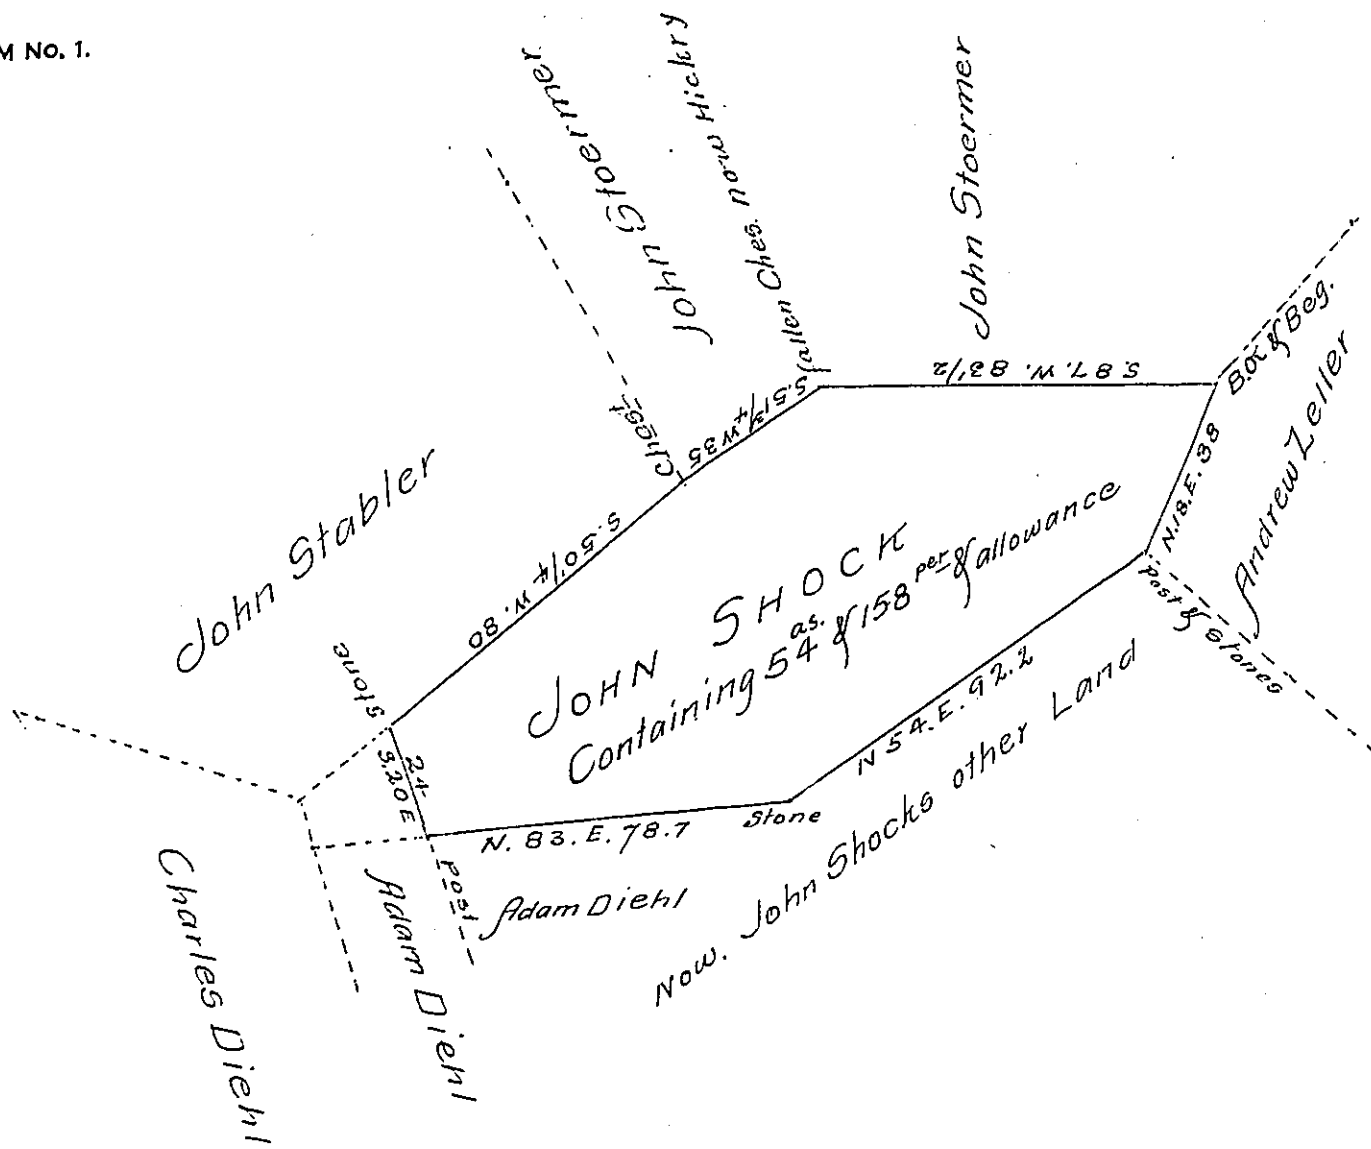 M No. 1.
John Stoermer
fallen Ches. now Hickry
John Stoermer
Chest
S. 51 3/4 W 35
S. 87. W. 83 1/2
B.O. & Beg.
Andrew Zeller
N. 18. E. 38
Post & Stones
John Stabler
S. 50 1/4 W. 80
Stone
JOHN SHOCK
Containing 54 as. & 158 per & allowance
24
S. 20 E
N. 83. E. 78.7
Stone
N 54. E. 92.2
Now. John Shocks other Land
Post
Adam Diehl
Adam Diehl
Charles Diehl